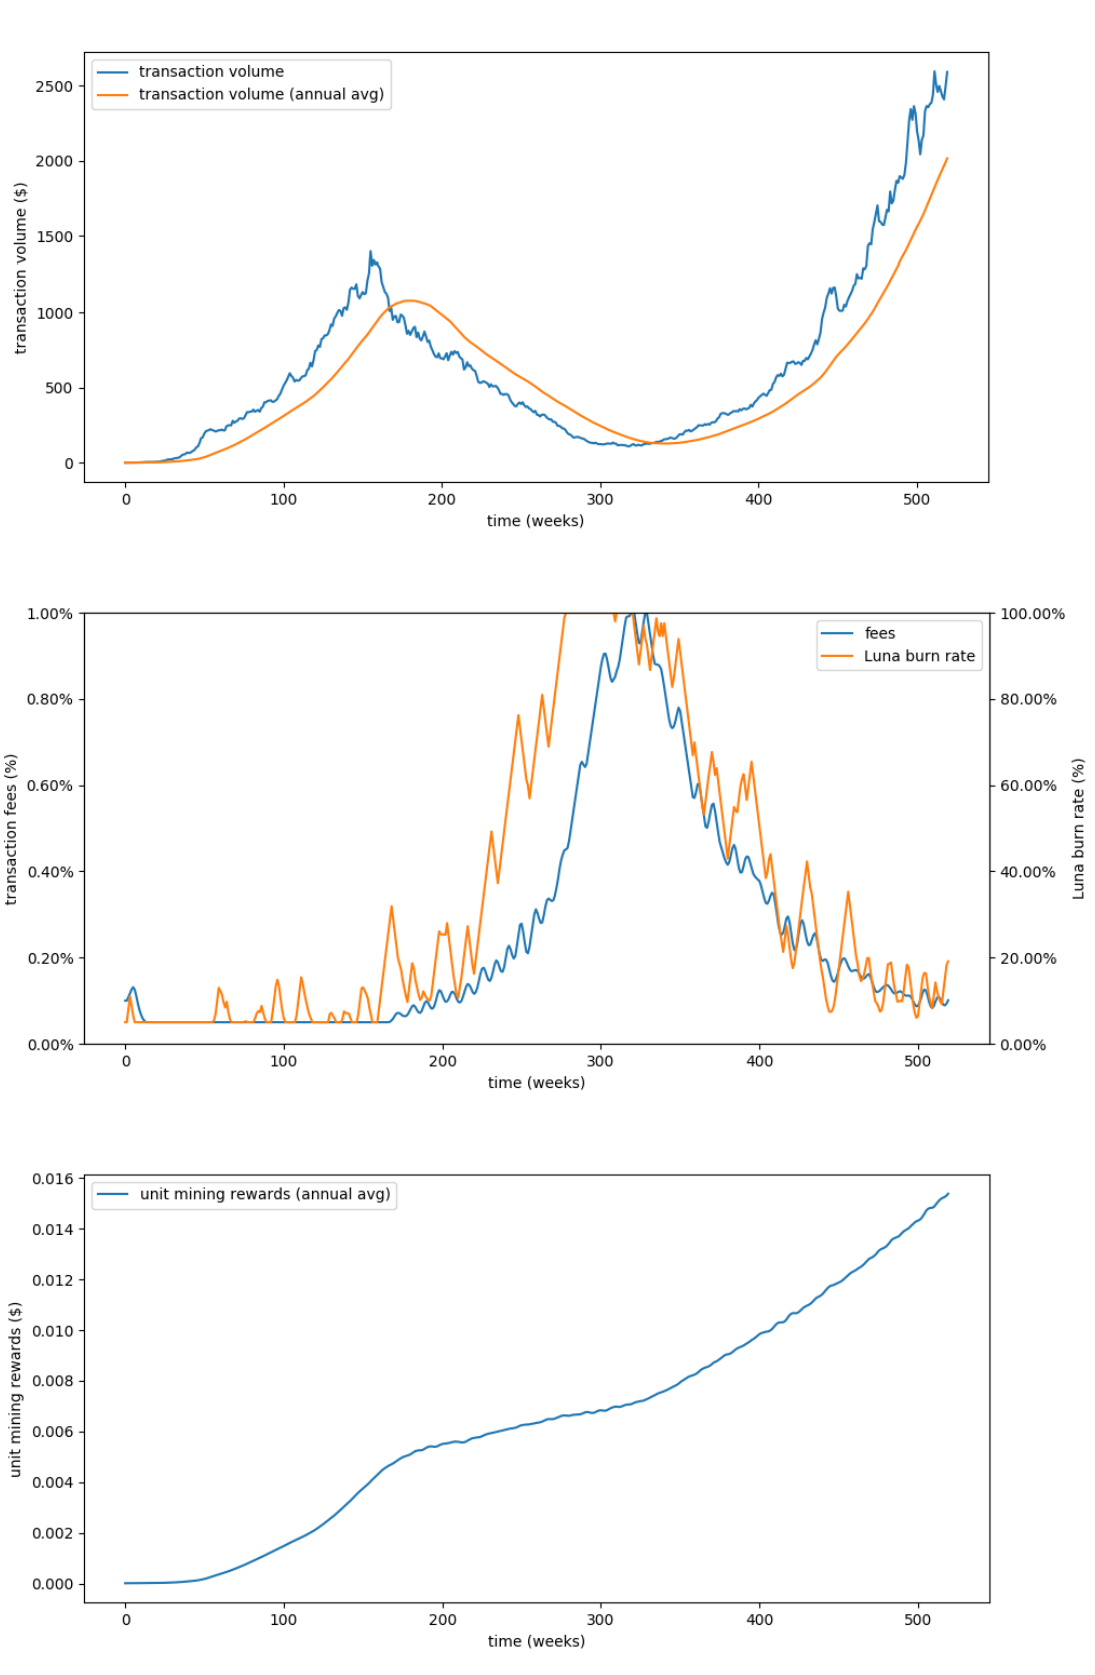 transaction volume
transaction volume (annual avg)
2500
2000
1500
1000
500
0
transaction volume ($)
0 100 200 300 400 500
time (weeks)
fees
Luna burn rate
1.00%
0.80%
0.60%
0.40%
0.20%
0.00%
transaction fees (%)
100.00%
80.00%
60.00%
40.00%
20.00%
0.00%
Luna burn rate (%)
0 100 200 300 400 500
time (weeks)
unit mining rewards (annual avg)
0.016
0.014
0.012
0.010
0.008
0.006
0.004
0.002
0.000
unit mining rewards ($)
0 100 200 300 400 500
time (weeks)